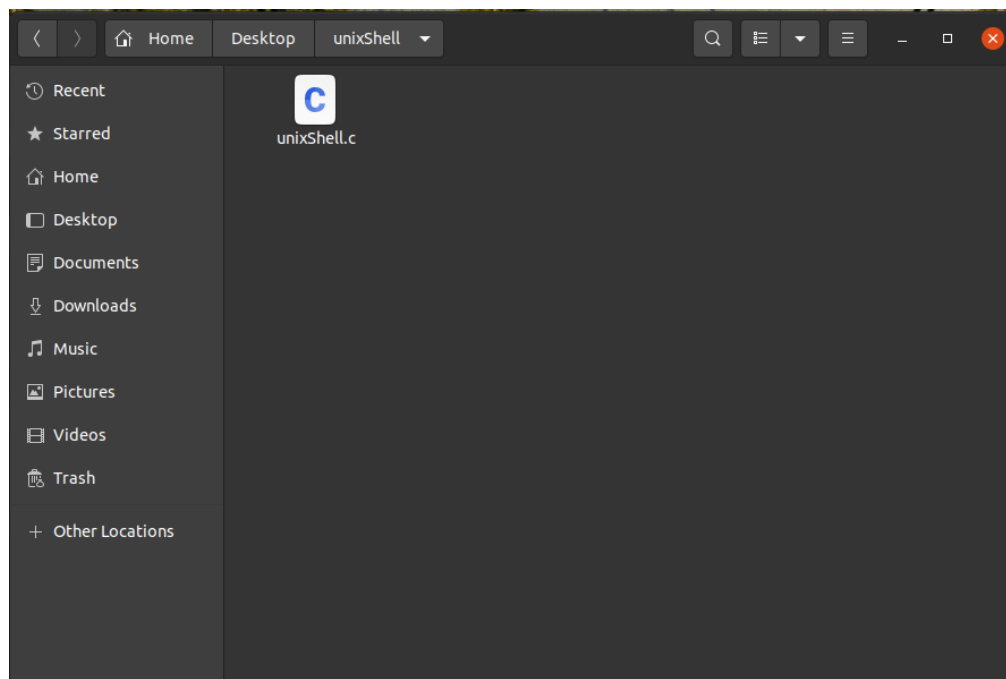 Home Desktop unixShell
Recent
Starred
Home
Desktop
Documents
Downloads
Music
Pictures
Videos
Trash
Other Locations
C
unixShell.c